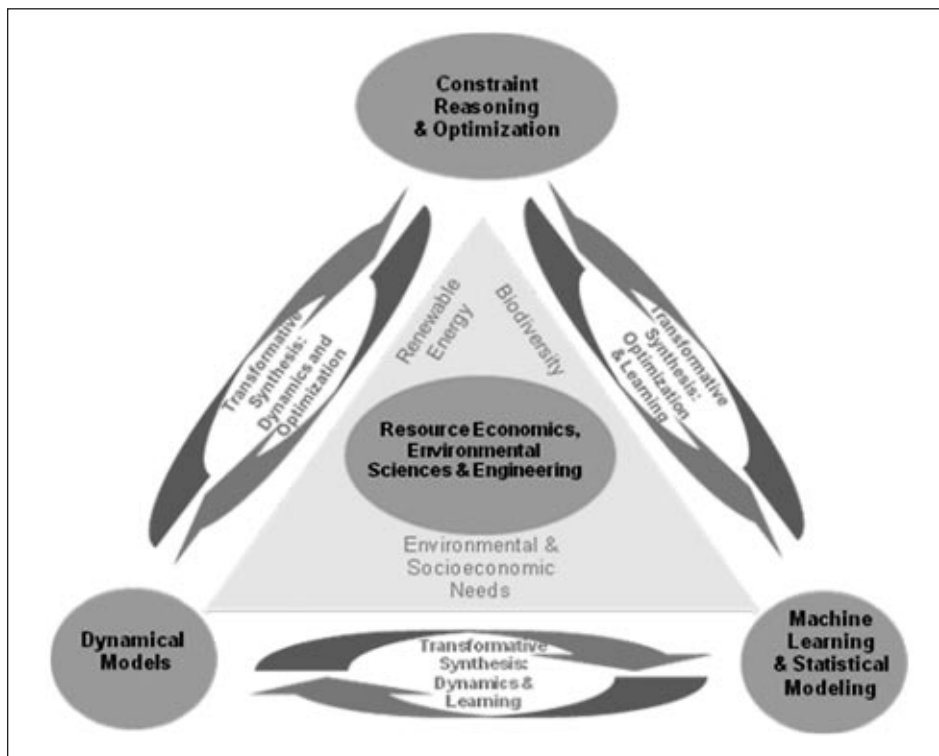 Constraint
Reasoning
& Optimization
Transformative
Synthesis:
Dynamics and
Optimization
Renewable
Energy
Biodiversity
Transformative
Synthesis:
Optimization
& Learning
Resource Economics,
Environmental
Sciences & Engineering
Environmental &
Socioeconomic
Needs
Dynamical
Models
Transformative
Synthesis:
Dynamics &
Learning
Machine
Learning
& Statistical
Modeling